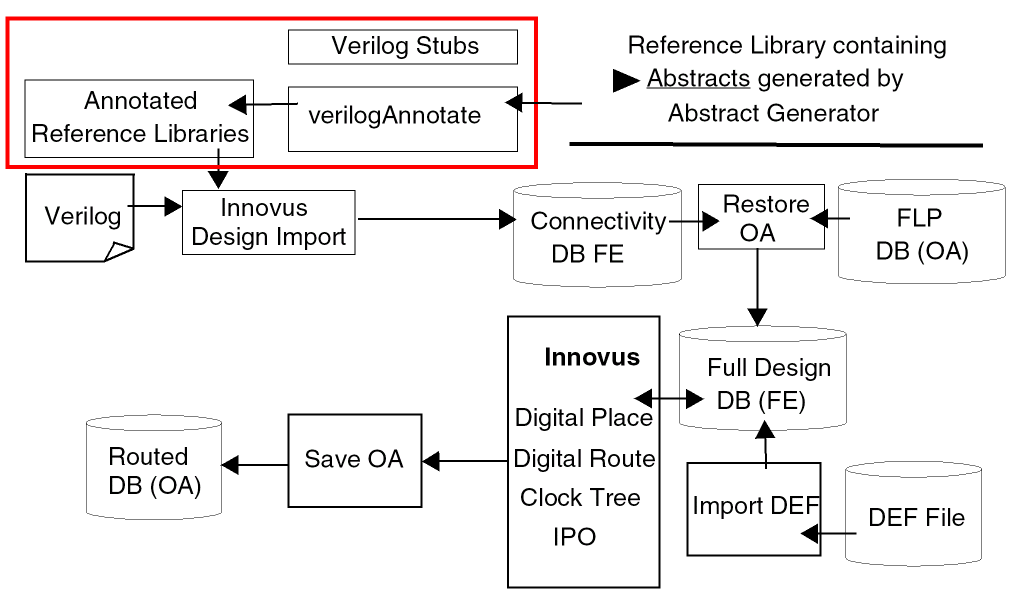 Verilog Stubs
Reference Library containing
Abstracts generated by
Abstract Generator
Annotated
Reference Libraries
verilogAnnotate
Verilog
Innovus
Design Import
Connectivity
DB FE
Restore
OA
FLP
DB (OA)
Innovus
Digital Place
Digital Route
Clock Tree
IPO
Full Design
DB (FE)
Routed
DB (OA)
Save OA
Import DEF
DEF File